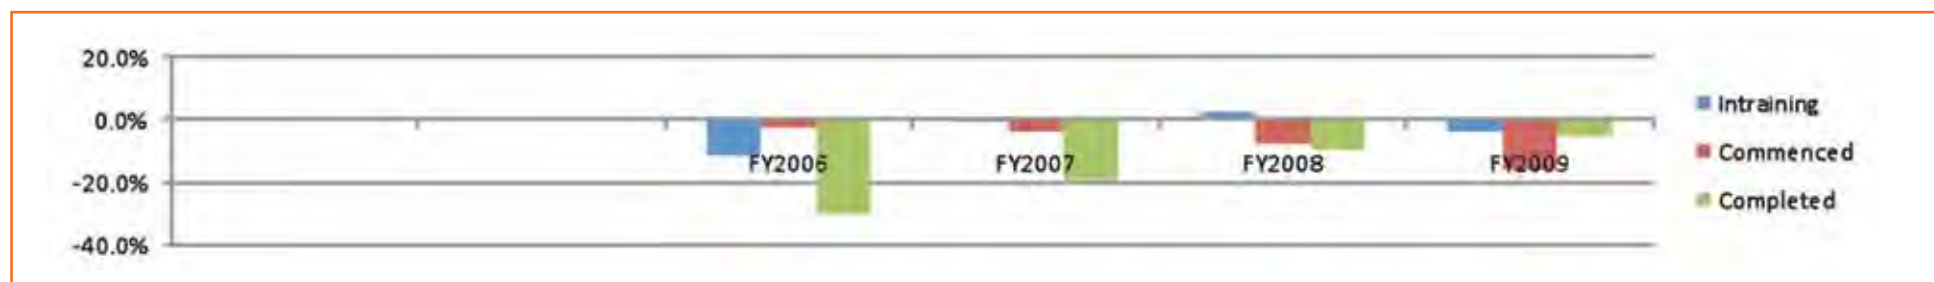 20.0%
0.0%
-20.0%
-40.0%
FY2006
FY2007
FY2008
FY2009
Intraining
Commenced
Completed